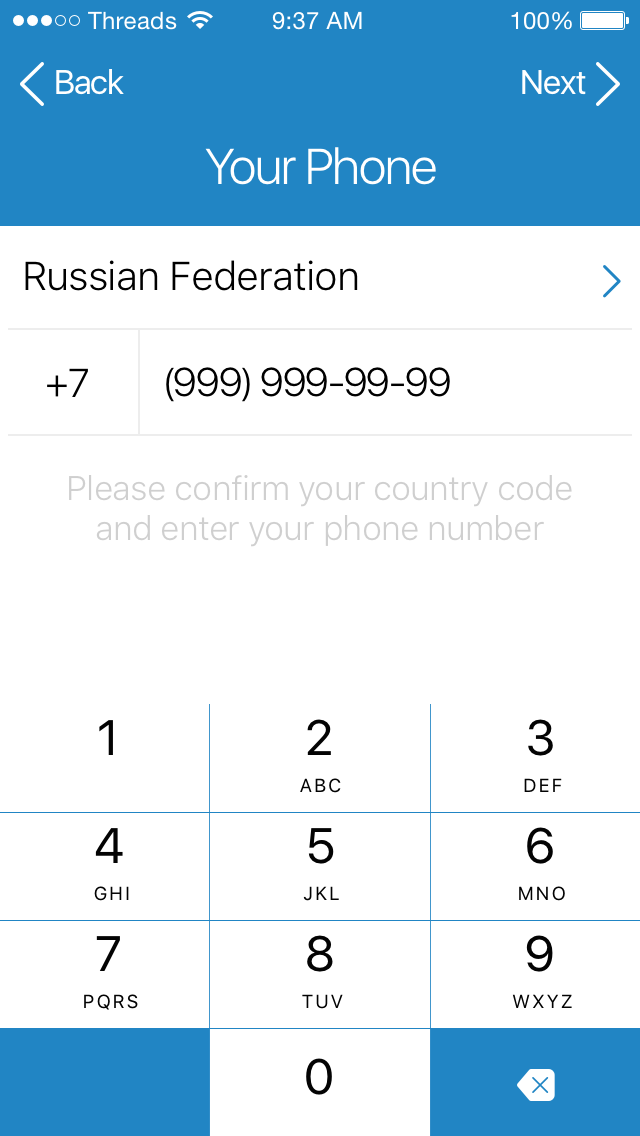 Threads 9:37 AM 100%
Back Next
Your Phone
Russian Federation
+7 (999) 999-99-99
Please confirm your country code
and enter your phone number
1 2 3
ABC DEF
4 5 6
GHI JKL MNO
7 8 9
PQRS TUV WXYZ
0